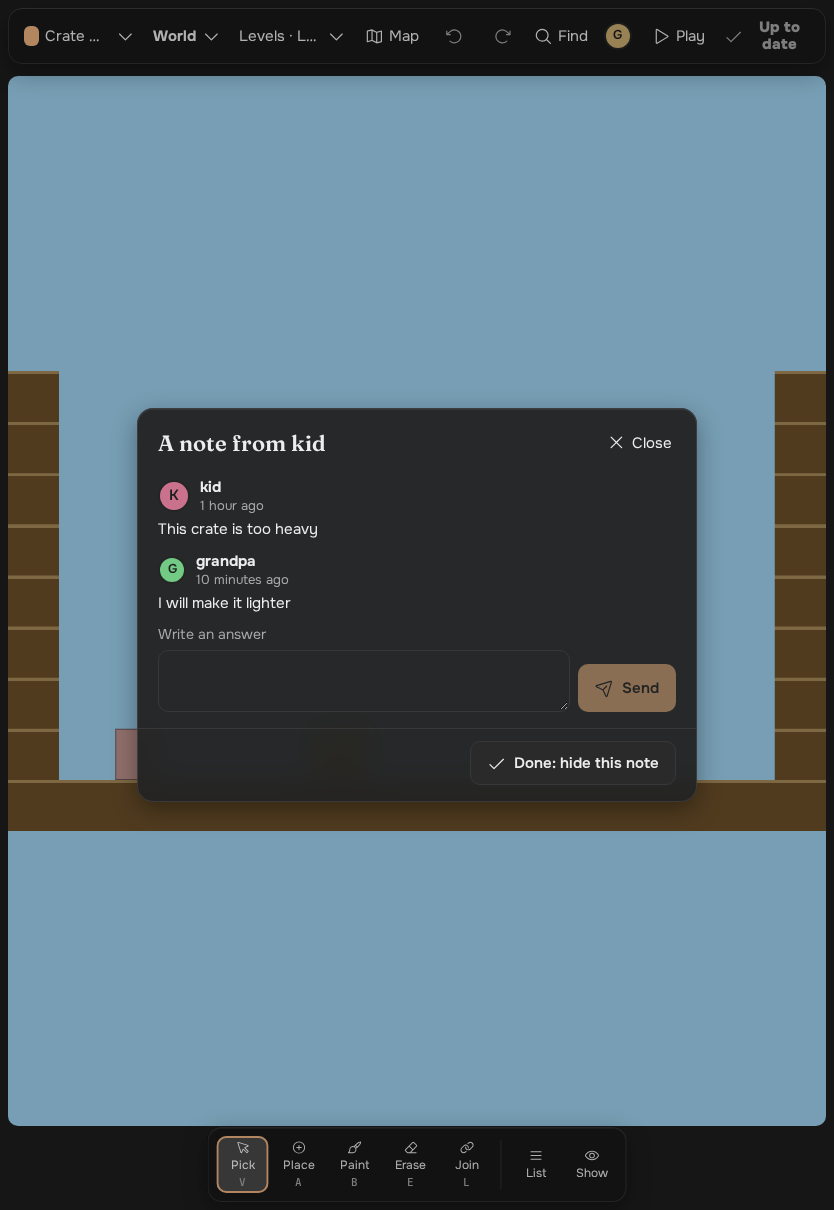 Crate ...
World
Levels · L...
Map
Find
G
Play
Up to
date
A note from kid
Close
K
kid
1 hour ago
This crate is too heavy
G
grandpa
10 minutes ago
I will make it lighter
Write an answer
Send
Done: hide this note
Pick
V
Place
A
Paint
B
Erase
E
Join
L
List
Show